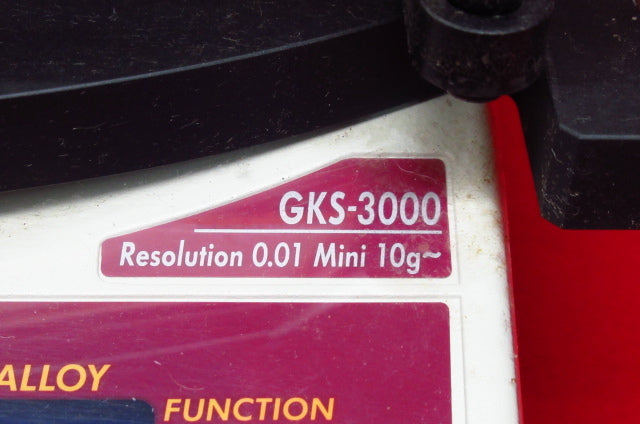 GKS-3000
Resolution 0.01 Mini 10g~
ALLOY
FUNCTION